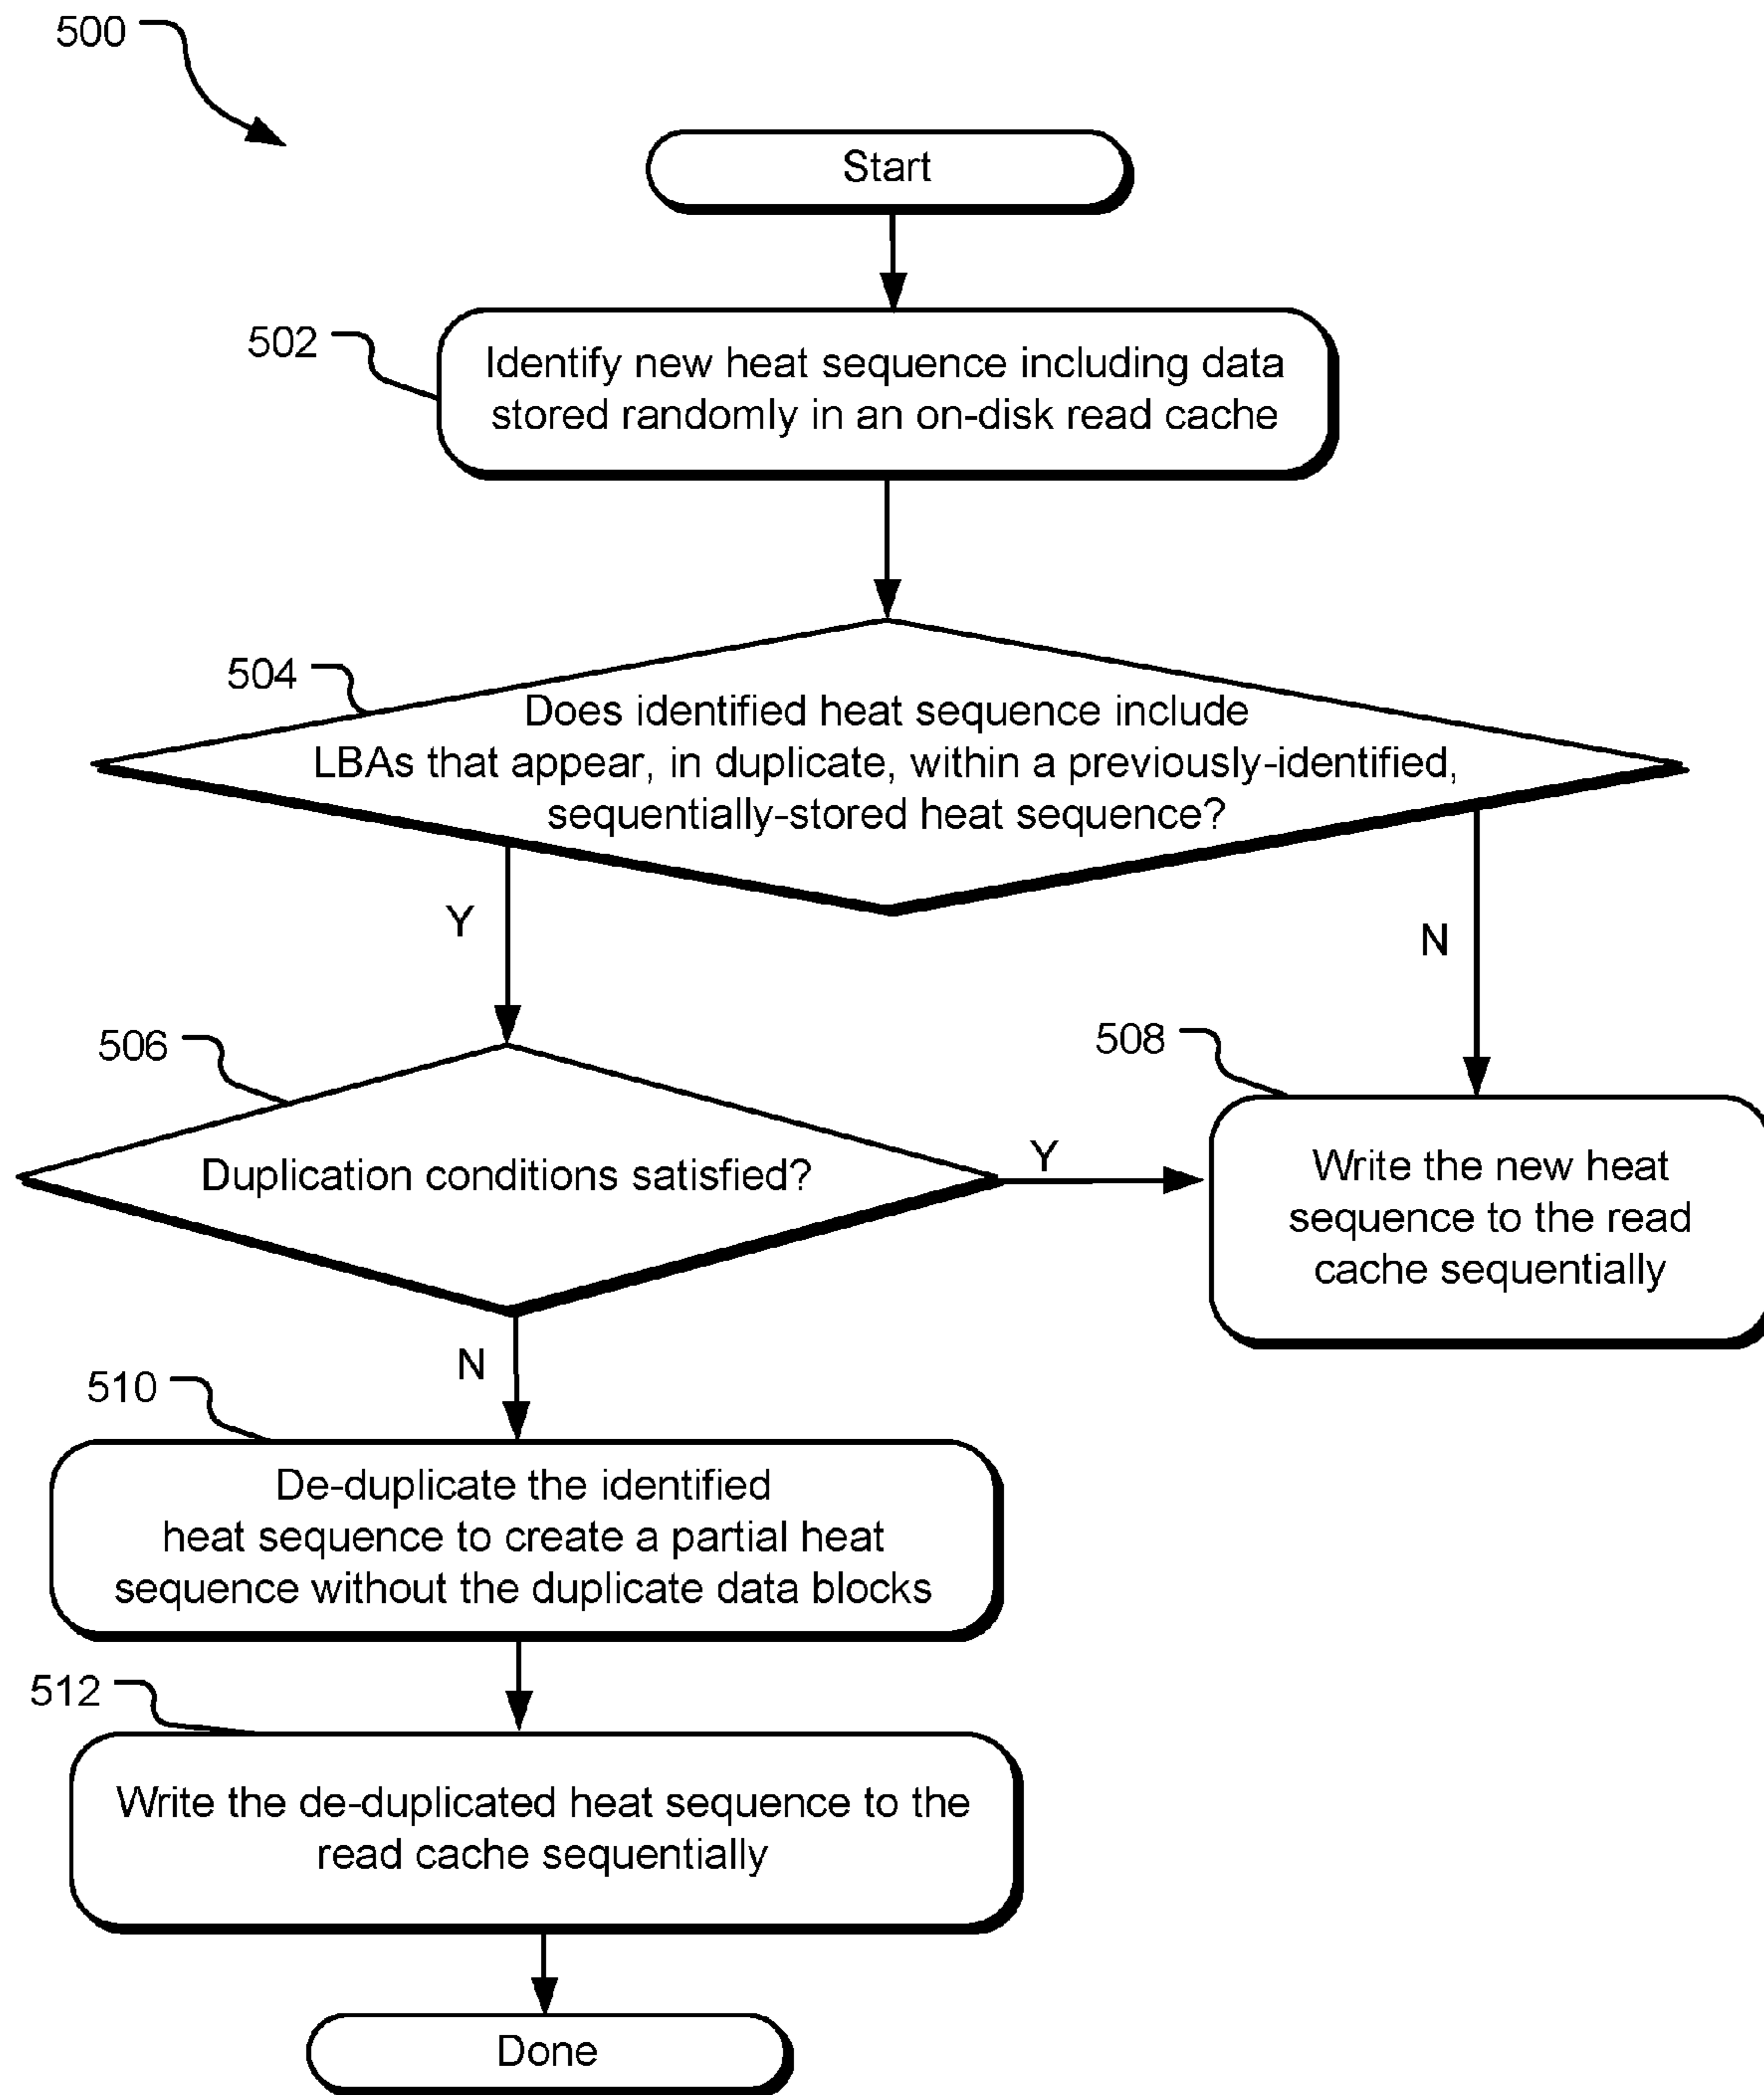 500
Start
502
Identify new heat sequence including data
stored randomly in an on-disk read cache
504
Does identified heat sequence include
LBAs that appear, in duplicate, within a previously-identified,
sequentially-stored heat sequence?
Y
N
506
Duplication conditions satisfied?
Y
508
Write the new heat
sequence to the read
cache sequentially
N
510
De-duplicate the identified
heat sequence to create a partial heat
sequence without the duplicate data blocks
512
Write the de-duplicated heat sequence to the
read cache sequentially
Done